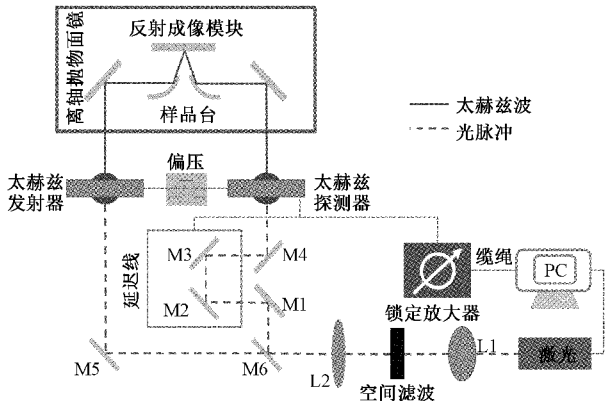 反射成像模块
离轴抛物面镜
样品台
太赫兹波
光脉冲
偏压
太赫兹
发射器
太赫兹
探测器
延迟线
M3
M4
M2
M1
缆绳
PC
锁定放大器
M5
M6
L2
空间滤波
L1
激光